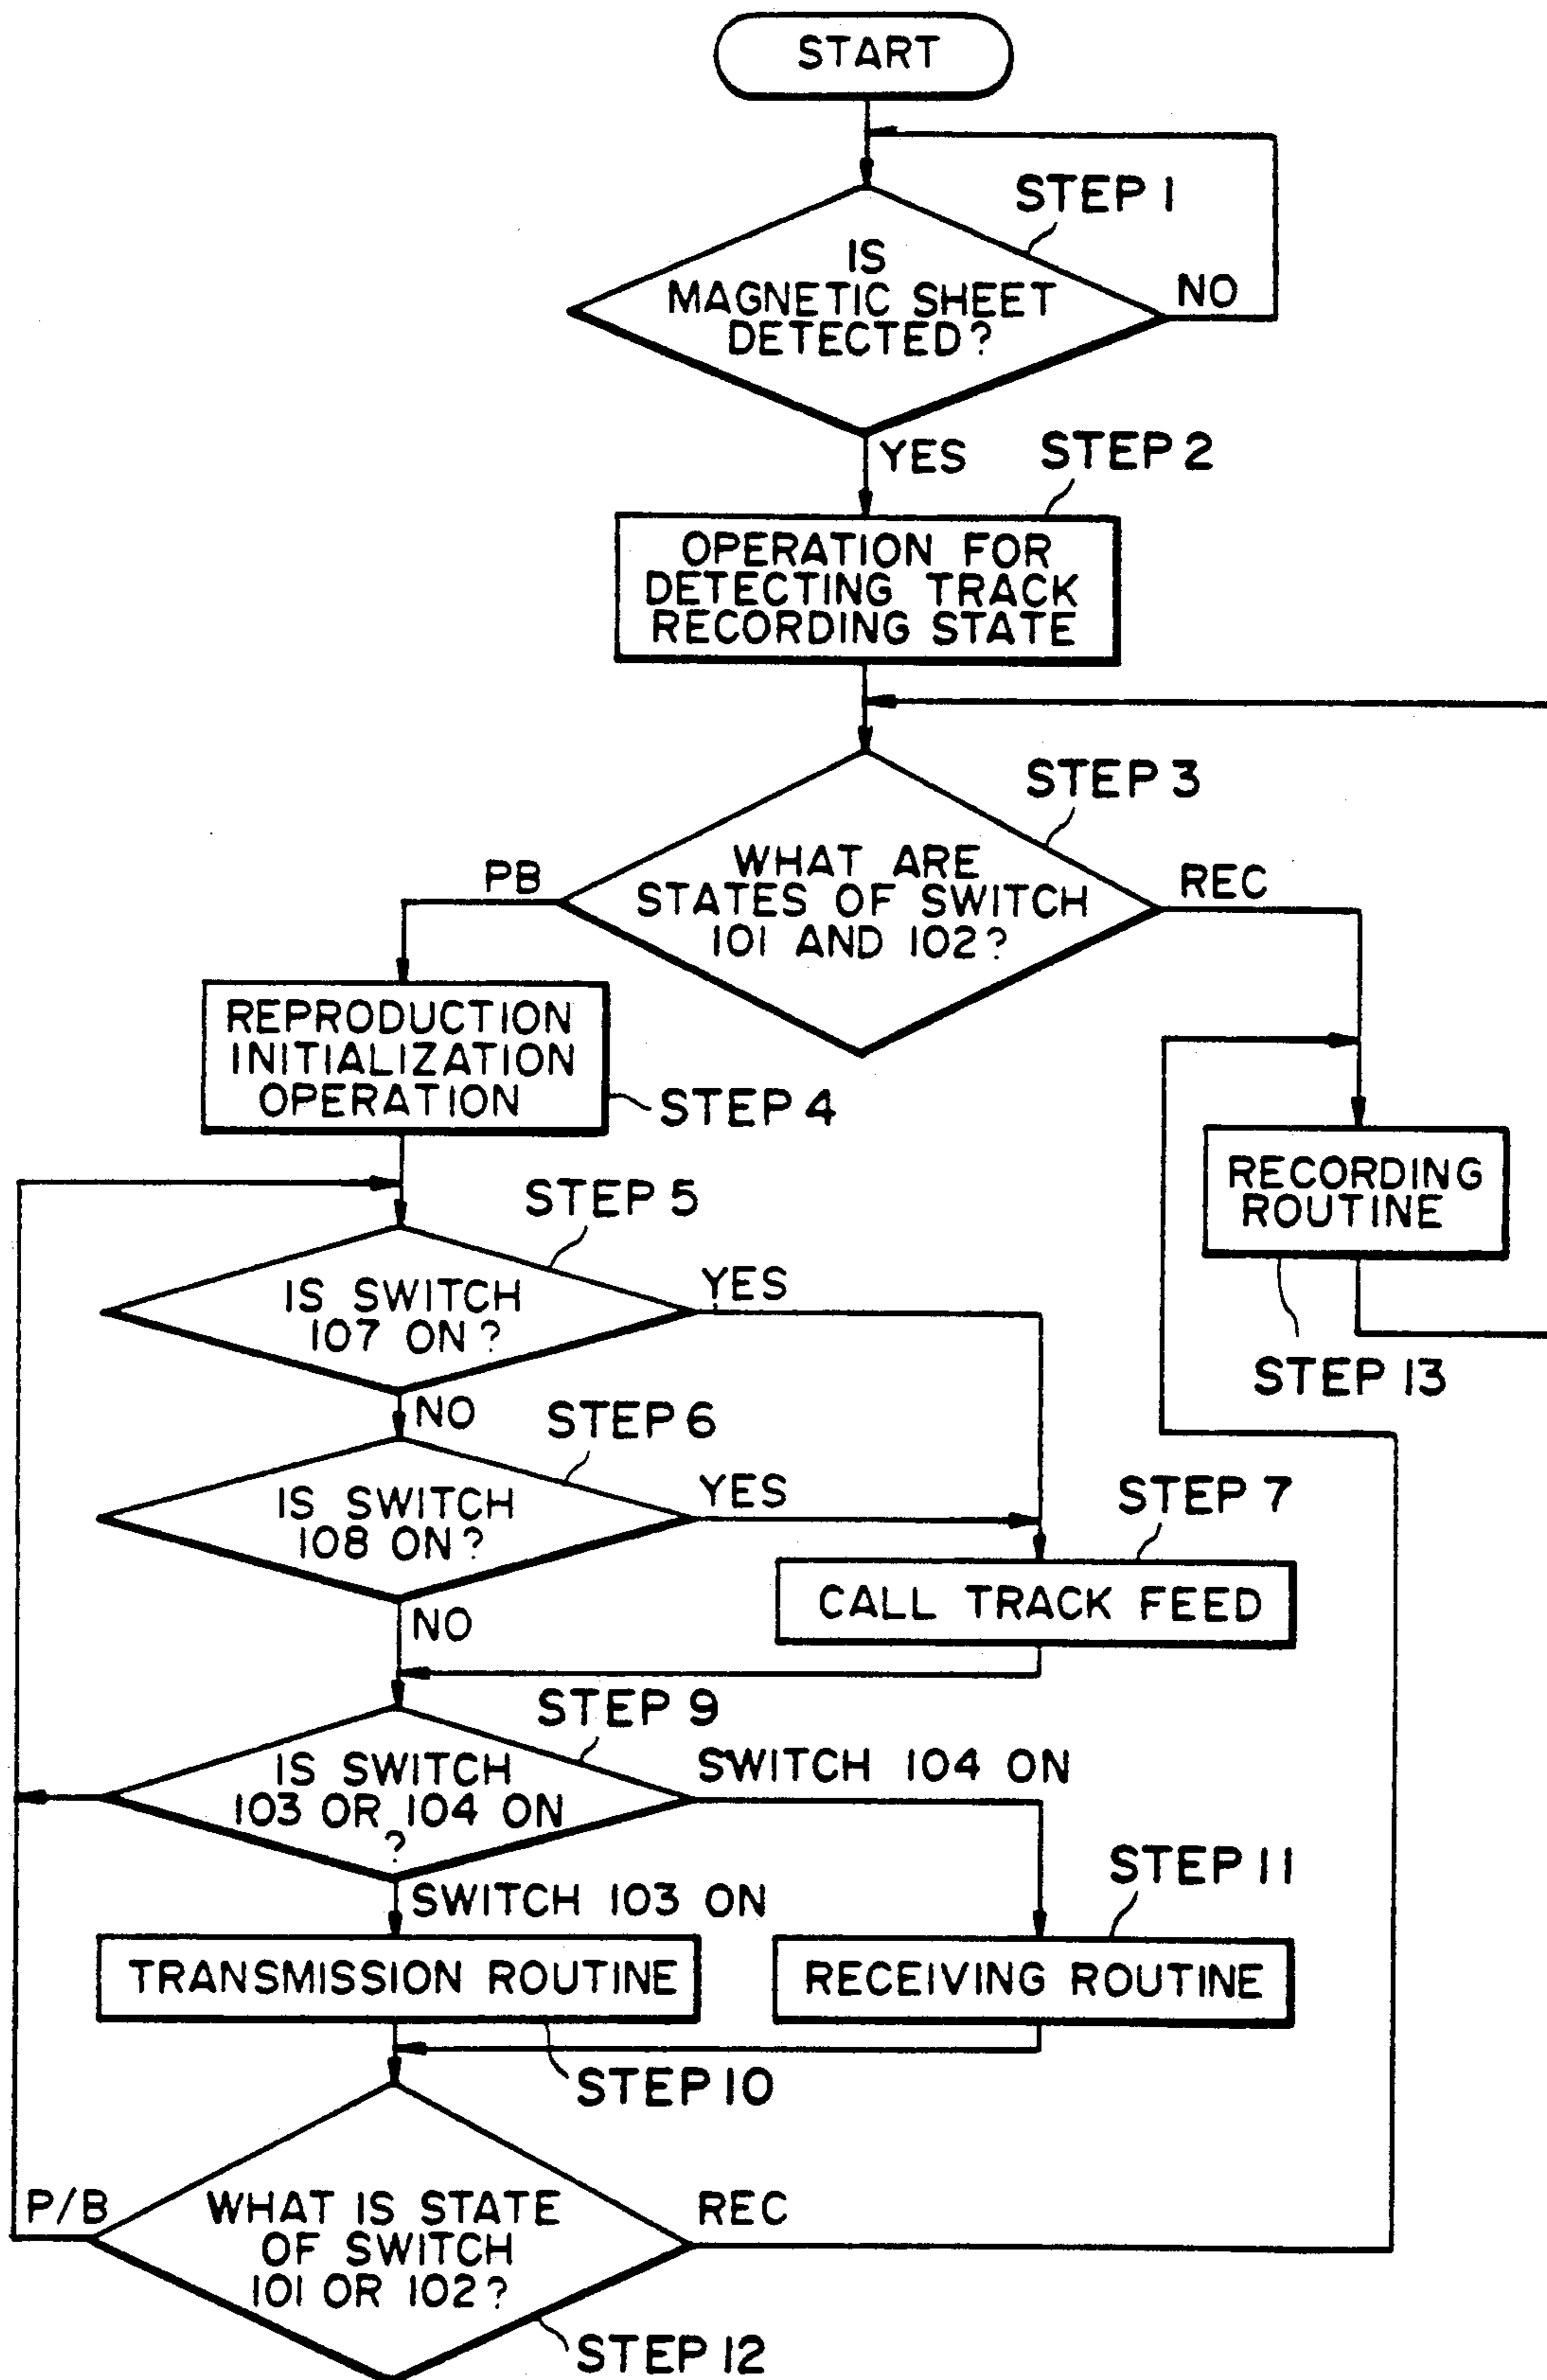 START
STEP 1
IS
MAGNETIC SHEET
DETECTED?
NO
YES
STEP 2
OPERATION FOR
DETECTING TRACK
RECORDING STATE
STEP 3
WHAT ARE
STATES OF SWITCH
101 AND 102?
PB
REC
REPRODUCTION
INITIALIZATION
OPERATION
STEP 4
RECORDING
ROUTINE
STEP 13
STEP 5
IS SWITCH
107 ON?
YES
NO
STEP 6
IS SWITCH
108 ON?
YES
NO
STEP 7
CALL TRACK FEED
STEP 9
IS SWITCH
103 OR 104 ON
?
SWITCH 104 ON
SWITCH 103 ON
STEP 11
TRANSMISSION ROUTINE
RECEIVING ROUTINE
STEP 10
P/B
WHAT IS STATE
OF SWITCH
101 OR 102?
REC
STEP 12